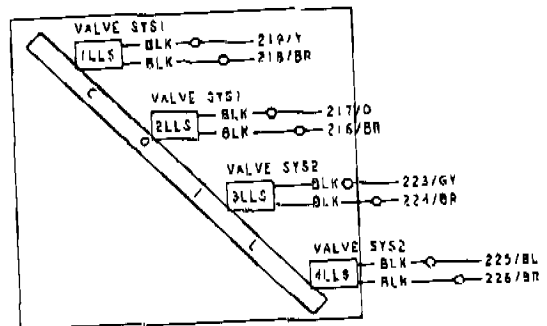 VALVE SYS1
1LLS BLK 219/Y
BLK 218/BR
VALVE SYS1
2LLS BLK 217/O
BLK 216/BR
VALVE SYS2
3LLS BLK 223/GY
BLK 224/BR
VALVE SYS2
4LLS BLK 225/BL
BLK 226/BR
COIL